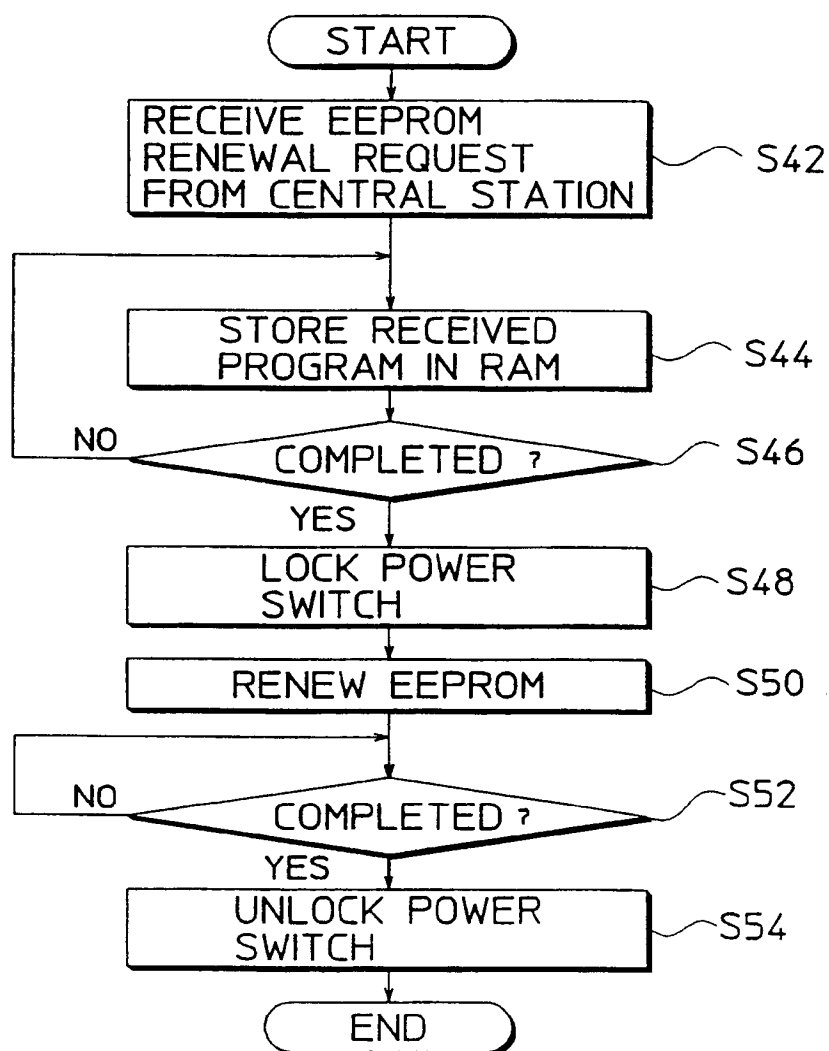 START
RECEIVE EEPROM
RENEWAL REQUEST
FROM CENTRAL STATION
S42
STORE RECEIVED
PROGRAM IN RAM
S44
NO
COMPLETED ?
S46
YES
LOCK POWER
SWITCH
S48
RENEW EEPROM
S50
NO
COMPLETED ?
S52
YES
UNLOCK POWER
SWITCH
S54
END